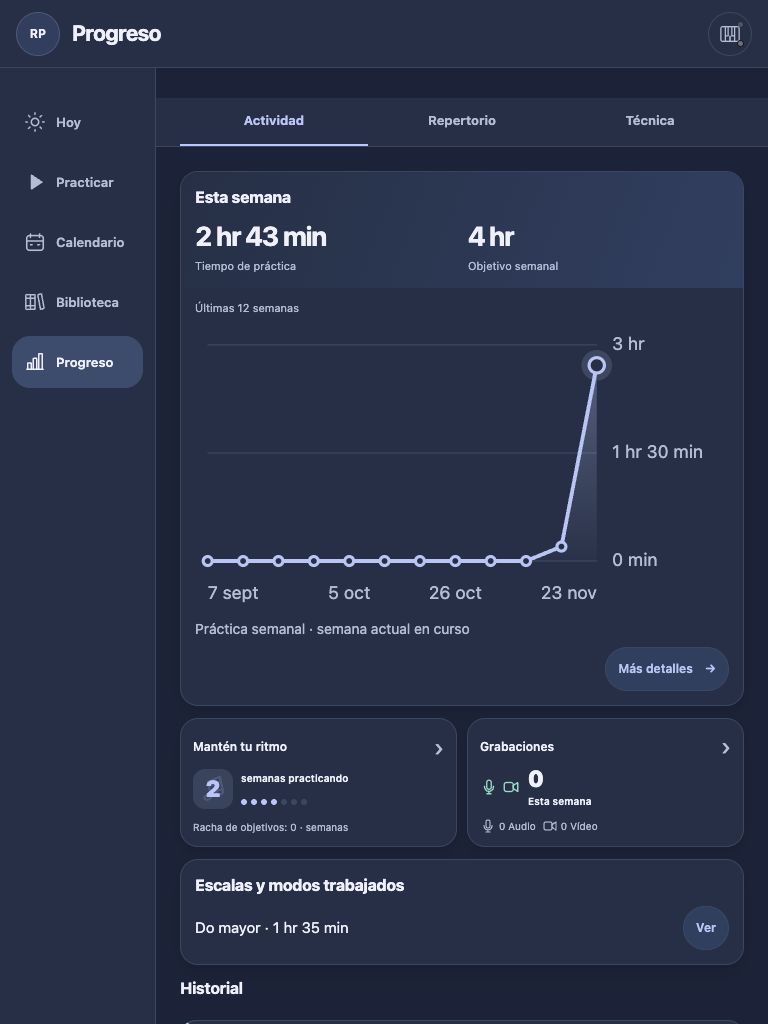 RP
Progreso
Hoy
Practicar
Calendario
Biblioteca
Progreso
Actividad
Repertorio
Técnica
Esta semana
2 hr 43 min
4 hr
Tiempo de práctica
Objetivo semanal
Últimas 12 semanas
3 hr
1 hr 30 min
0 min
7 sept
5 oct
26 oct
23 nov
Práctica semanal · semana actual en curso
Más detalles
Mantén tu ritmo
2
semanas practicando
Racha de objetivos: 0 · semanas
Grabaciones
0
Esta semana
0 Audio
0 Vídeo
Escalas y modos trabajados
Do mayor · 1 hr 35 min
Ver
Historial